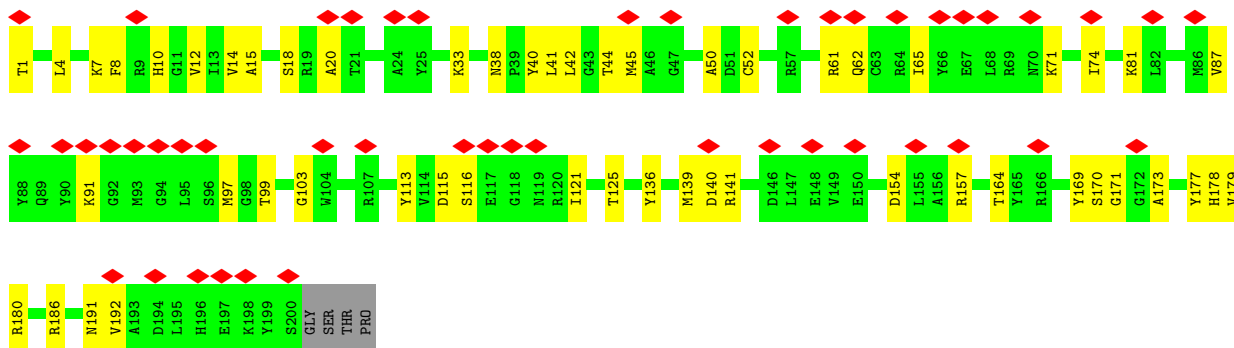 T1 L4 K7 F8 R9 H10 G11 V12 I13 V14 A15 S18 R19 A20 T21 A24 Y25 K33 N38 P39 Y40 L41 L42 G43 T44 M45 A46 G47 A50 D51 C52 R57 R61 Q62 C63 R64 I65 Y66 E67 L68 R69 N70 K71 I74 K81 L82 M86 V87
Y88 Q89 Y90 K91 G92 M93 G94 L95 S96 M97 G98 T99 G103 W104 R107 Y113 V114 D115 S116 E117 G118 N119 R120 I121 T125 Y136 M139 D140 R141 D146 L147 E148 V149 E150 D154 L155 A156 R157 T164 Y165 R166 Y169 S170 G171 G172 A173 Y177 H178 V179
R180 R186 N191 V192 A193 D194 L195 H196 E197 K198 Y199 S200 GLY SER THR PRO